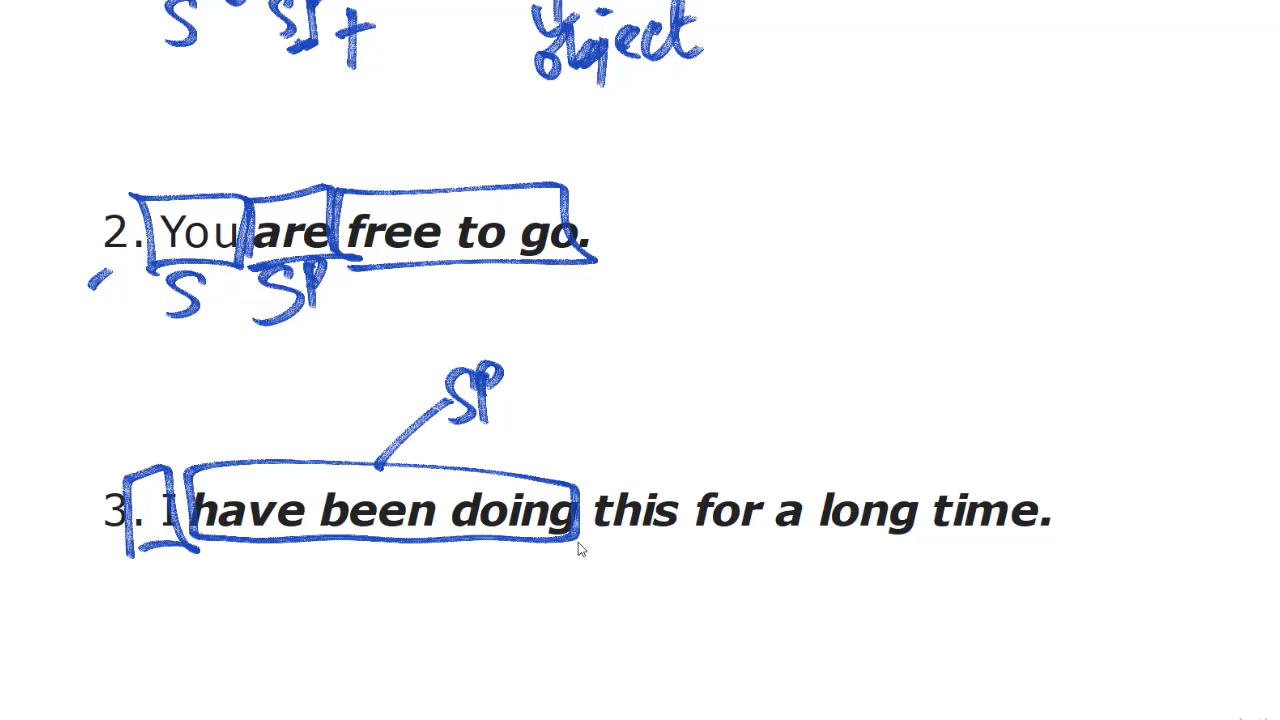 S SP + object
2. You are free to go.
S SP
SP
3. I have been doing this for a long time.